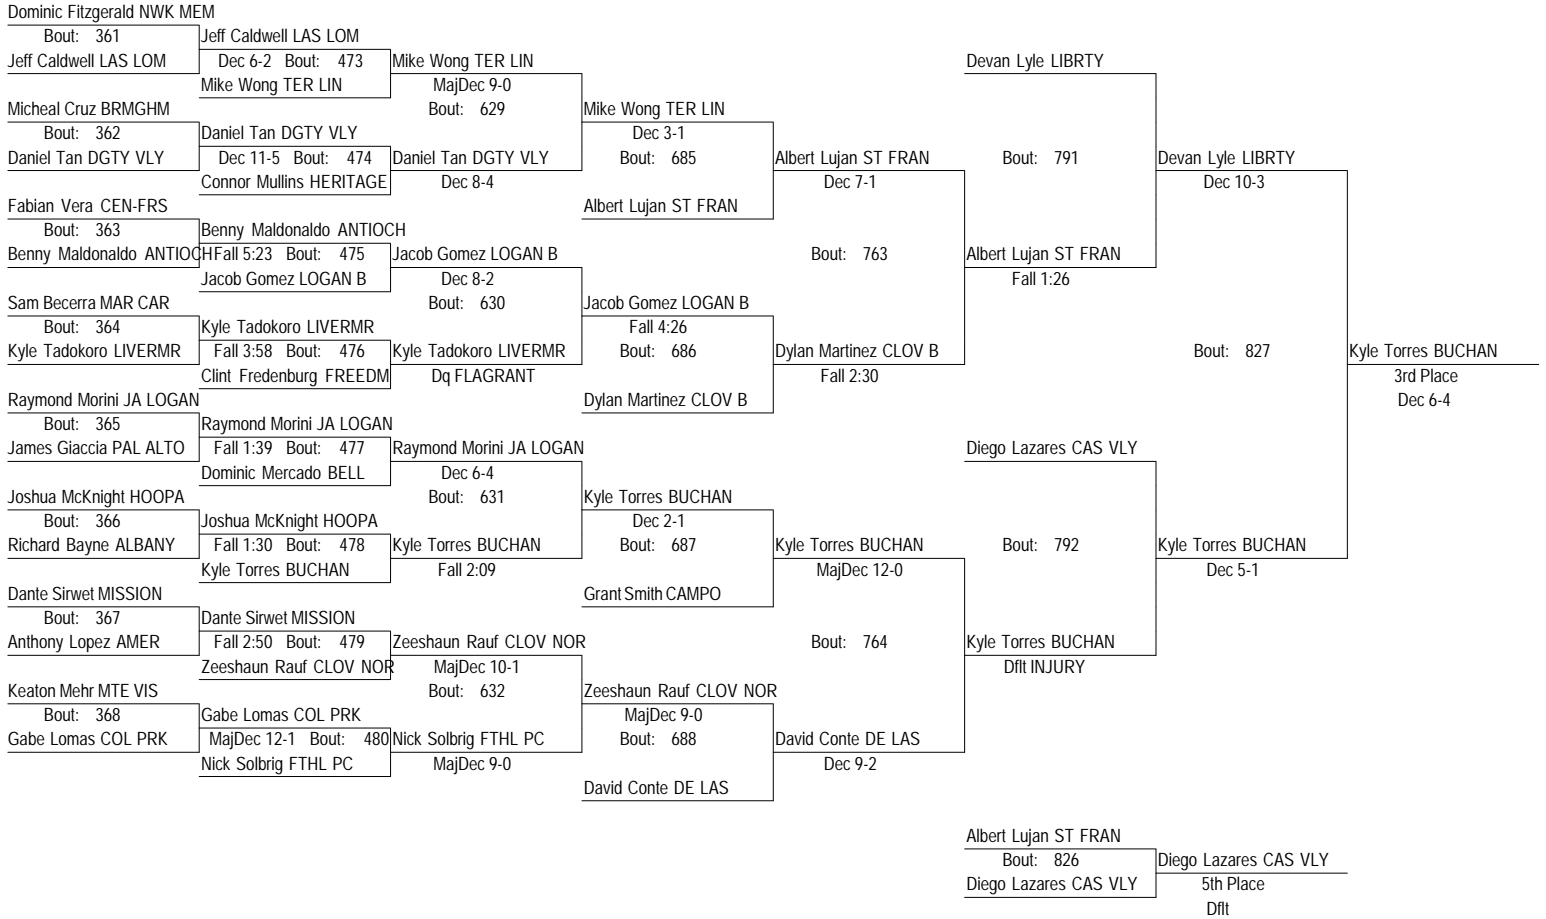 Dominic Fitzgerald NWK MEM
Bout: 361
Jeff Caldwell LAS LOM
Micheal Cruz BRMGHM
Bout: 362
Daniel Tan DGTY VLY
Fabian Vera CEN-FRS
Bout: 363
Benny Maldonaldo ANTIOCH
Sam Becerra MAR CAR
Bout: 364
Kyle Tadokoro LIVERMR
Raymond Morini JA LOGAN
Bout: 365
James Giaccia PAL ALTO
Joshua McKnight HOOPA
Bout: 366
Richard Bayne ALBANY
Dante Sirwet MISSION
Bout: 367
Anthony Lopez AMER
Keaton Mehr MTE VIS
Bout: 368
Gabe Lomas COL PRK
Jeff Caldwell LAS LOM
Dec 6-2 Bout: 473
Mike Wong TER LIN
Daniel Tan DGTY VLY
Dec 11-5 Bout: 474
Connor Mullins HERITAGE
Benny Maldonaldo ANTIOCH
Fall 5:23 Bout: 475
Jacob Gomez LOGAN B
Kyle Tadokoro LIVERMR
Fall 3:58 Bout: 476
Clint Fredenburg FREEDM
Raymond Morini JA LOGAN
Fall 1:39 Bout: 477
Dominic Mercado BELL
Joshua McKnight HOOPA
Fall 1:30 Bout: 478
Kyle Torres BUCHAN
Dante Sirwet MISSION
Fall 2:50 Bout: 479
Zeeshaun Rauf CLOV NOR
Gabe Lomas COL PRK
MajDec 12-1 Bout: 480
Nick Solbrig FTHL PC
Mike Wong TER LIN
MajDec 9-0
Bout: 629
Daniel Tan DGTY VLY
Dec 8-4
Jacob Gomez LOGAN B
Dec 8-2
Bout: 630
Kyle Tadokoro LIVERMR
Dq FLAGRANT
Raymond Morini JA LOGAN
Dec 6-4
Bout: 631
Kyle Torres BUCHAN
Fall 2:09
Zeeshaun Rauf CLOV NOR
MajDec 10-1
Bout: 632
Nick Solbrig FTHL PC
MajDec 9-0
Mike Wong TER LIN
Dec 3-1
Bout: 685
Albert Lujan ST FRAN
Jacob Gomez LOGAN B
Fall 4:26
Bout: 686
Dylan Martinez CLOV B
Kyle Torres BUCHAN
Dec 2-1
Bout: 687
Grant Smith CAMPO
Zeeshaun Rauf CLOV NOR
MajDec 9-0
Bout: 688
David Conte DE LAS
Albert Lujan ST FRAN
Dec 7-1
Bout: 763
Dylan Martinez CLOV B
Fall 2:30
Kyle Torres BUCHAN
MajDec 12-0
Bout: 764
David Conte DE LAS
Dec 9-2
Devan Lyle LIBRTY
Bout: 791
Albert Lujan ST FRAN
Fall 1:26
Diego Lazares CAS VLY
Bout: 792
Kyle Torres BUCHAN
Dflt INJURY
Devan Lyle LIBRTY
Dec 10-3
Bout: 827
Kyle Torres BUCHAN
Dec 5-1
Kyle Torres BUCHAN
3rd Place
Dec 6-4
Albert Lujan ST FRAN
Bout: 826
Diego Lazares CAS VLY
Diego Lazares CAS VLY
5th Place
Dflt